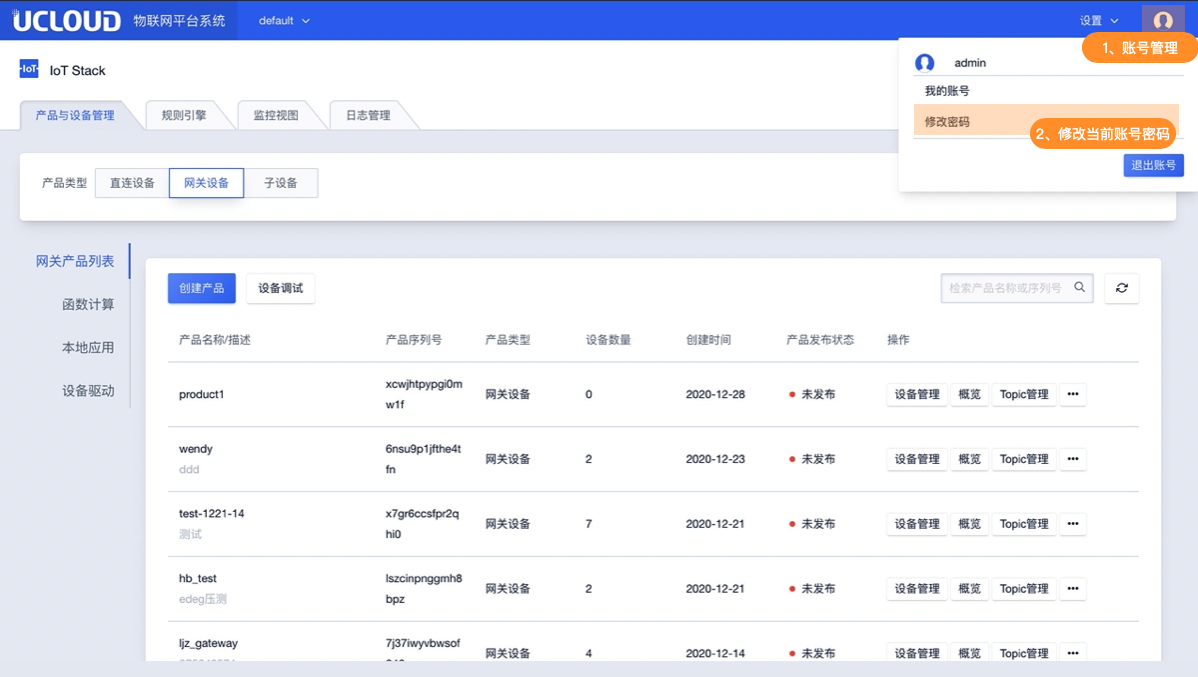 UCLOUD 物联网平台系统 default 设置
1、账号管理
admin
IoT IoT Stack
我的账号
产品与设备管理 规则引擎 监控视图 日志管理
修改密码
2、修改当前账号密码
退出账号
产品类型 直连设备 网关设备 子设备
网关产品列表
函数计算
本地应用
设备驱动
创建产品 设备调试 检索产品名称或序列号
产品名称/描述 产品序列号 产品类型 设备数量 创建时间 产品发布状态 操作
product1 xcwjhtpypgi0m
w1f 网关设备 0 2020-12-28 未发布 设备管理 概览 Topic管理 •••
wendy 6nsu9p1jfthe4t
ddd fn 网关设备 2 2020-12-23 未发布 设备管理 概览 Topic管理 •••
test-1221-14 x7gr6ccsfpr2q
测试 hi0 网关设备 7 2020-12-21 未发布 设备管理 概览 Topic管理 •••
hb_test lszcinpnggmh8
edeg压测 bpz 网关设备 2 2020-12-21 未发布 设备管理 概览 Topic管理 •••
ljz_gateway 7j37iwyvbwsof
网关设备 4 2020-12-14 未发布 设备管理 概览 Topic管理 •••